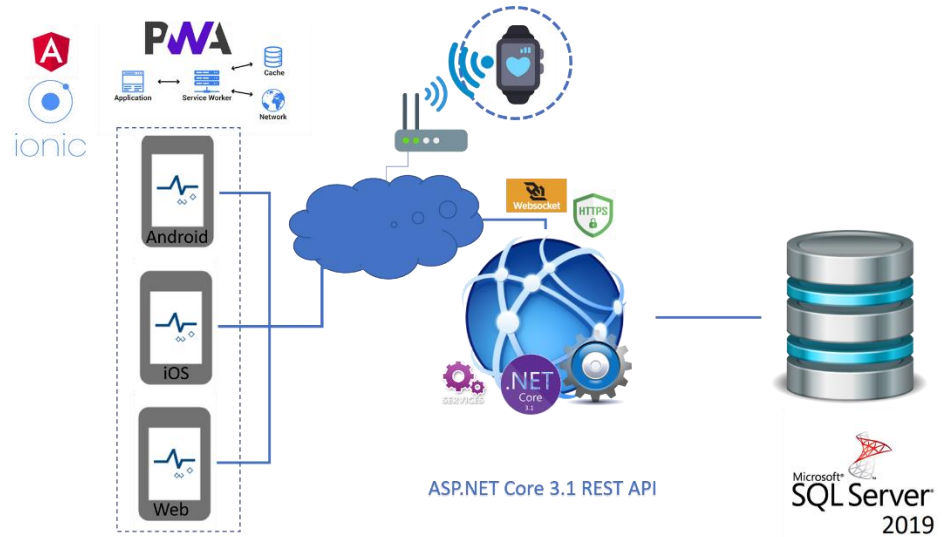 PWA
Application
Service Worker
Cache
Network
ionic
Android
iOS
Web
Websocket
HTTPS
SERVICES
.NET
Core
3.1
ASP.NET Core 3.1 REST API
Microsoft®
SQL Server®
2019